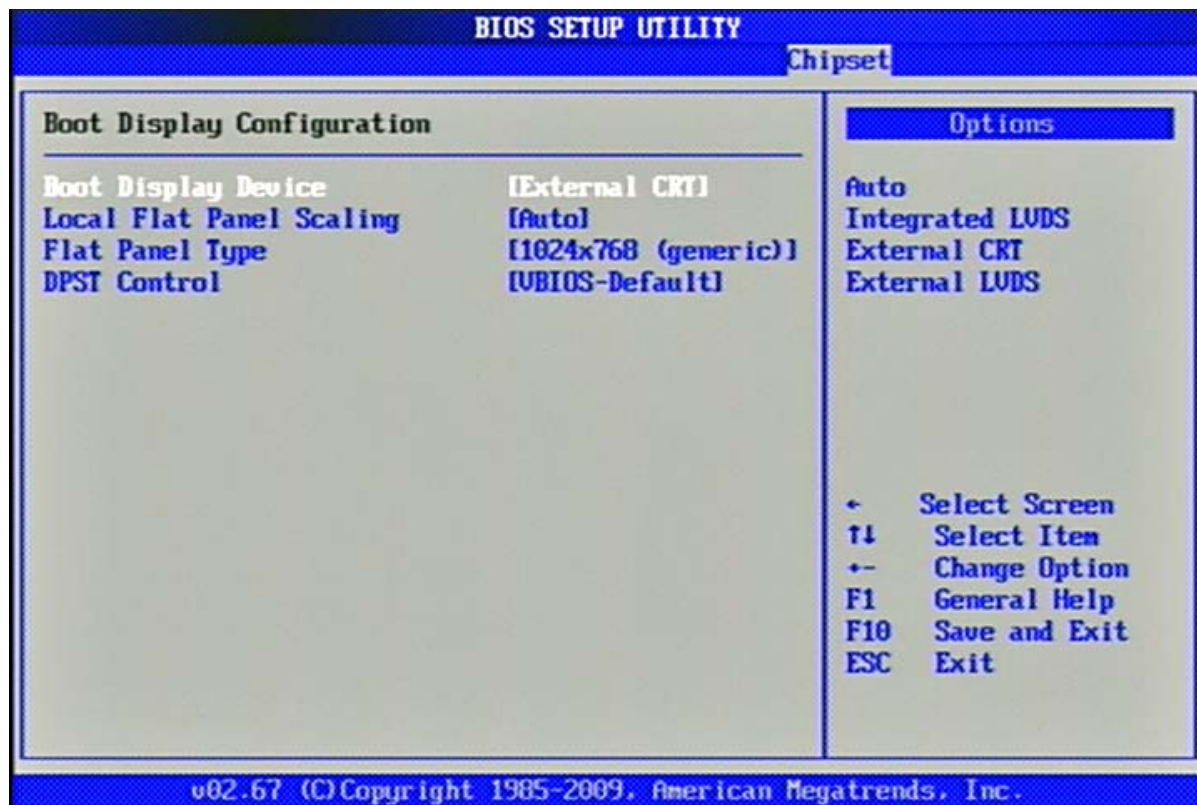 BIOS SETUP UTILITY
Chipset
Boot Display Configuration
Boot Display Device [External CRT]
Local Flat Panel Scaling [Auto]
Flat Panel Type [1024x768 (generic)]
DPST Control [VBIOS-Default]
Options
Auto
Integrated LVDS
External CRT
External LVDS
← Select Screen
↑↓ Select Item
+- Change Option
F1 General Help
F10 Save and Exit
ESC Exit
v02.67 (C)Copyright 1985-2009, American Megatrends, Inc.